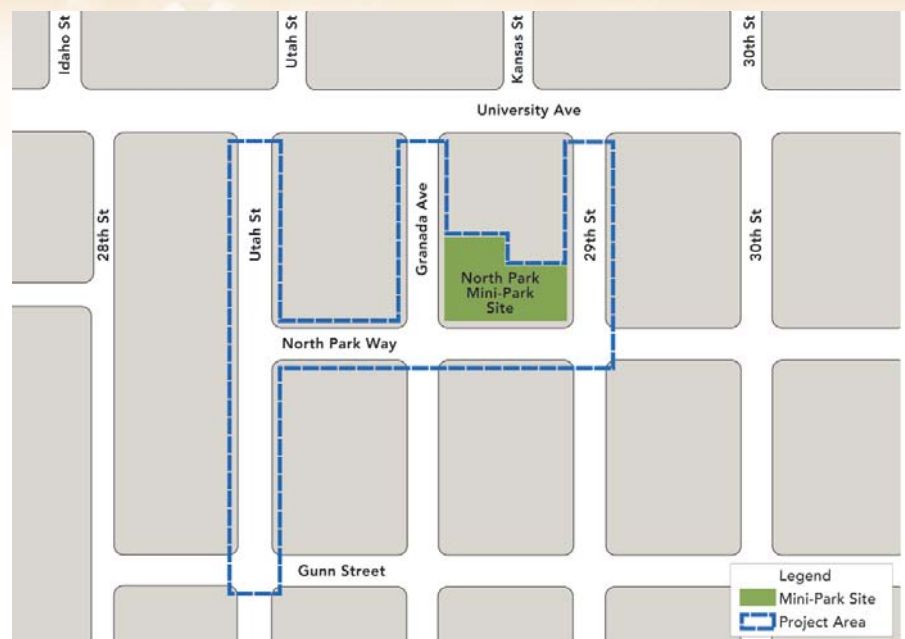 Idaho St
Utah St
Kansas St
30th St
University Ave
28th St
Utah St
Granada Ave
29th St
30th St
North Park
Mini-Park
Site
North Park Way
Gunn Street
Legend
Mini-Park Site
Project Area